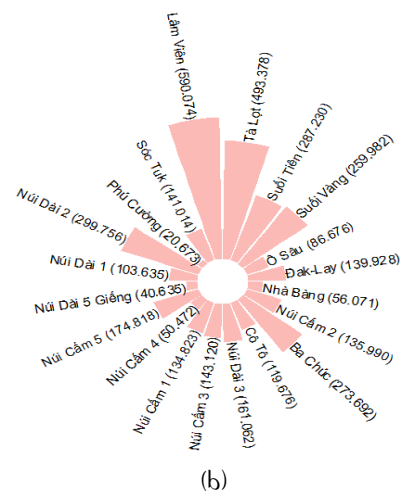 Lâm Viên (590.074)
Tà Lọt (493.378)
Suối Tiên (287.230)
Suối Vàng (259.982)
Ô Sâu (86.676)
Đak-Lay (139.928)
Nhà Bàng (56.071)
Núi Cấm 2 (135.990)
Ba Chúc (273.692)
Cô Tô (119.676)
Núi Dài 3 (161.062)
Núi Cấm 3 (143.120)
Núi Cấm 1 (134.823)
Núi Cấm 4 (50.472)
Núi Cấm 5 (174.818)
Núi Dài 5 Giếng (40.635)
Núi Dài 1 (103.635)
Núi Dài 2 (299.756)
Phú Cường (20.673)
Sóc Tuk (141.014)
(b)